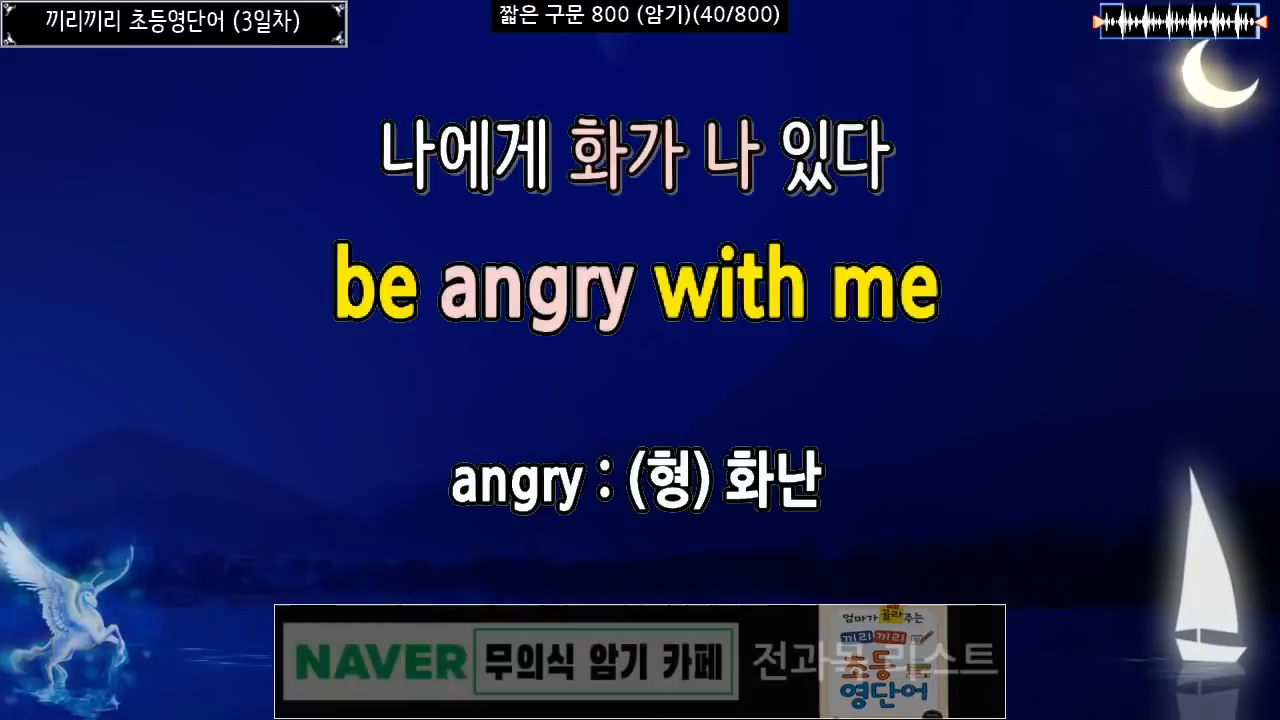 끼리끼리 초등영단어 (3일차)
짧은 구문 800 (암기)(40/800)
나에게 화가 나 있다
be angry with me
angry : (형) 화난
NAVER 무의식 암기 카페
엄마가 골라주는
끼리끼리
초등
영단어
전과목 리스트